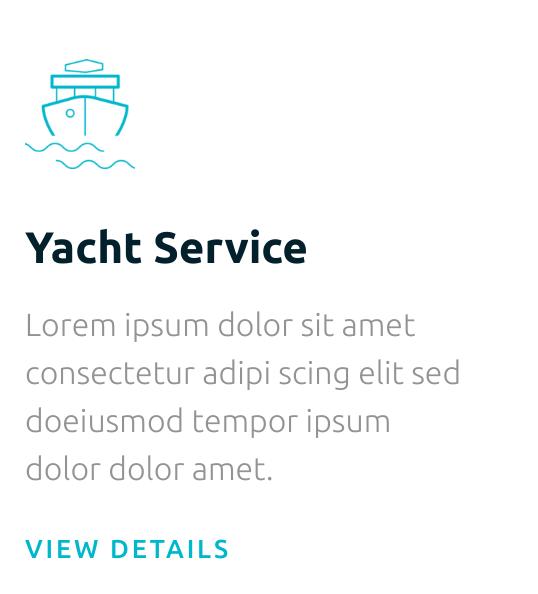 Yacht Service
Lorem ipsum dolor sit amet
consectetur adipi scing elit sed
doeiusmod tempor ipsum
dolor dolor amet.
VIEW DETAILS